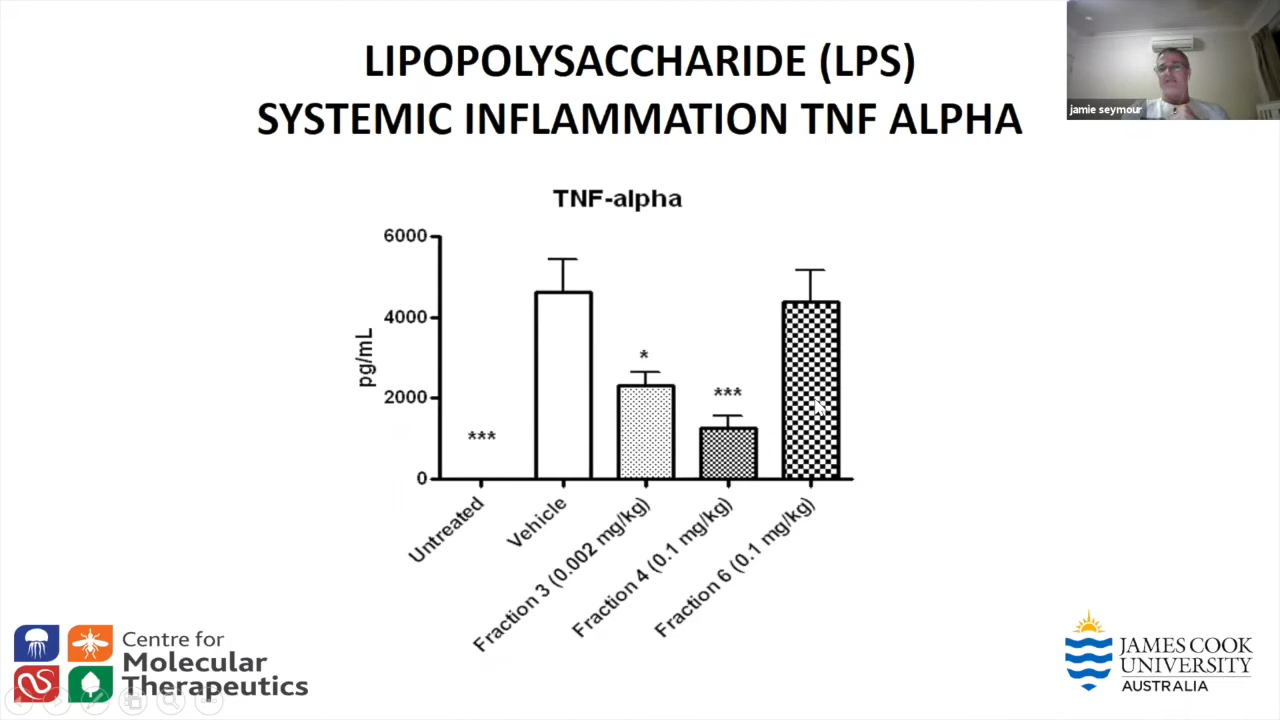 LIPOPOLYSACCHARIDE (LPS)
SYSTEMIC INFLAMMATION TNF ALPHA
jamie seymour
TNF-alpha
pg/mL
6000
4000
2000
0
***
*
***
Untreated
Vehicle
Fraction 3 (0.002 mg/kg)
Fraction 4 (0.1 mg/kg)
Fraction 6 (0.1 mg/kg)
Centre for
Molecular
Therapeutics
JAMES COOK
UNIVERSITY
AUSTRALIA